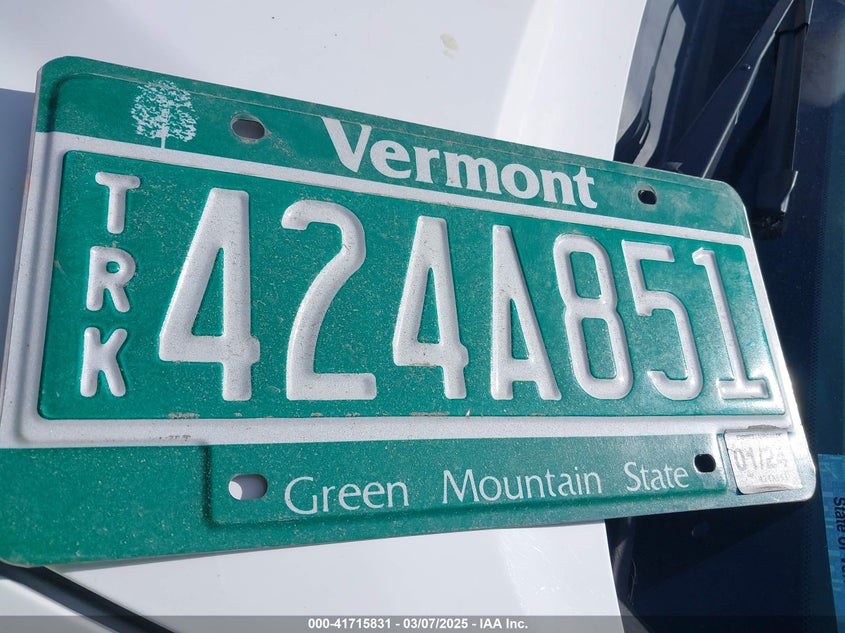 Vermont
TRK
424A851
Green Mountain State
01/24
000-41715831 - 03/07/2025 - IAA Inc.